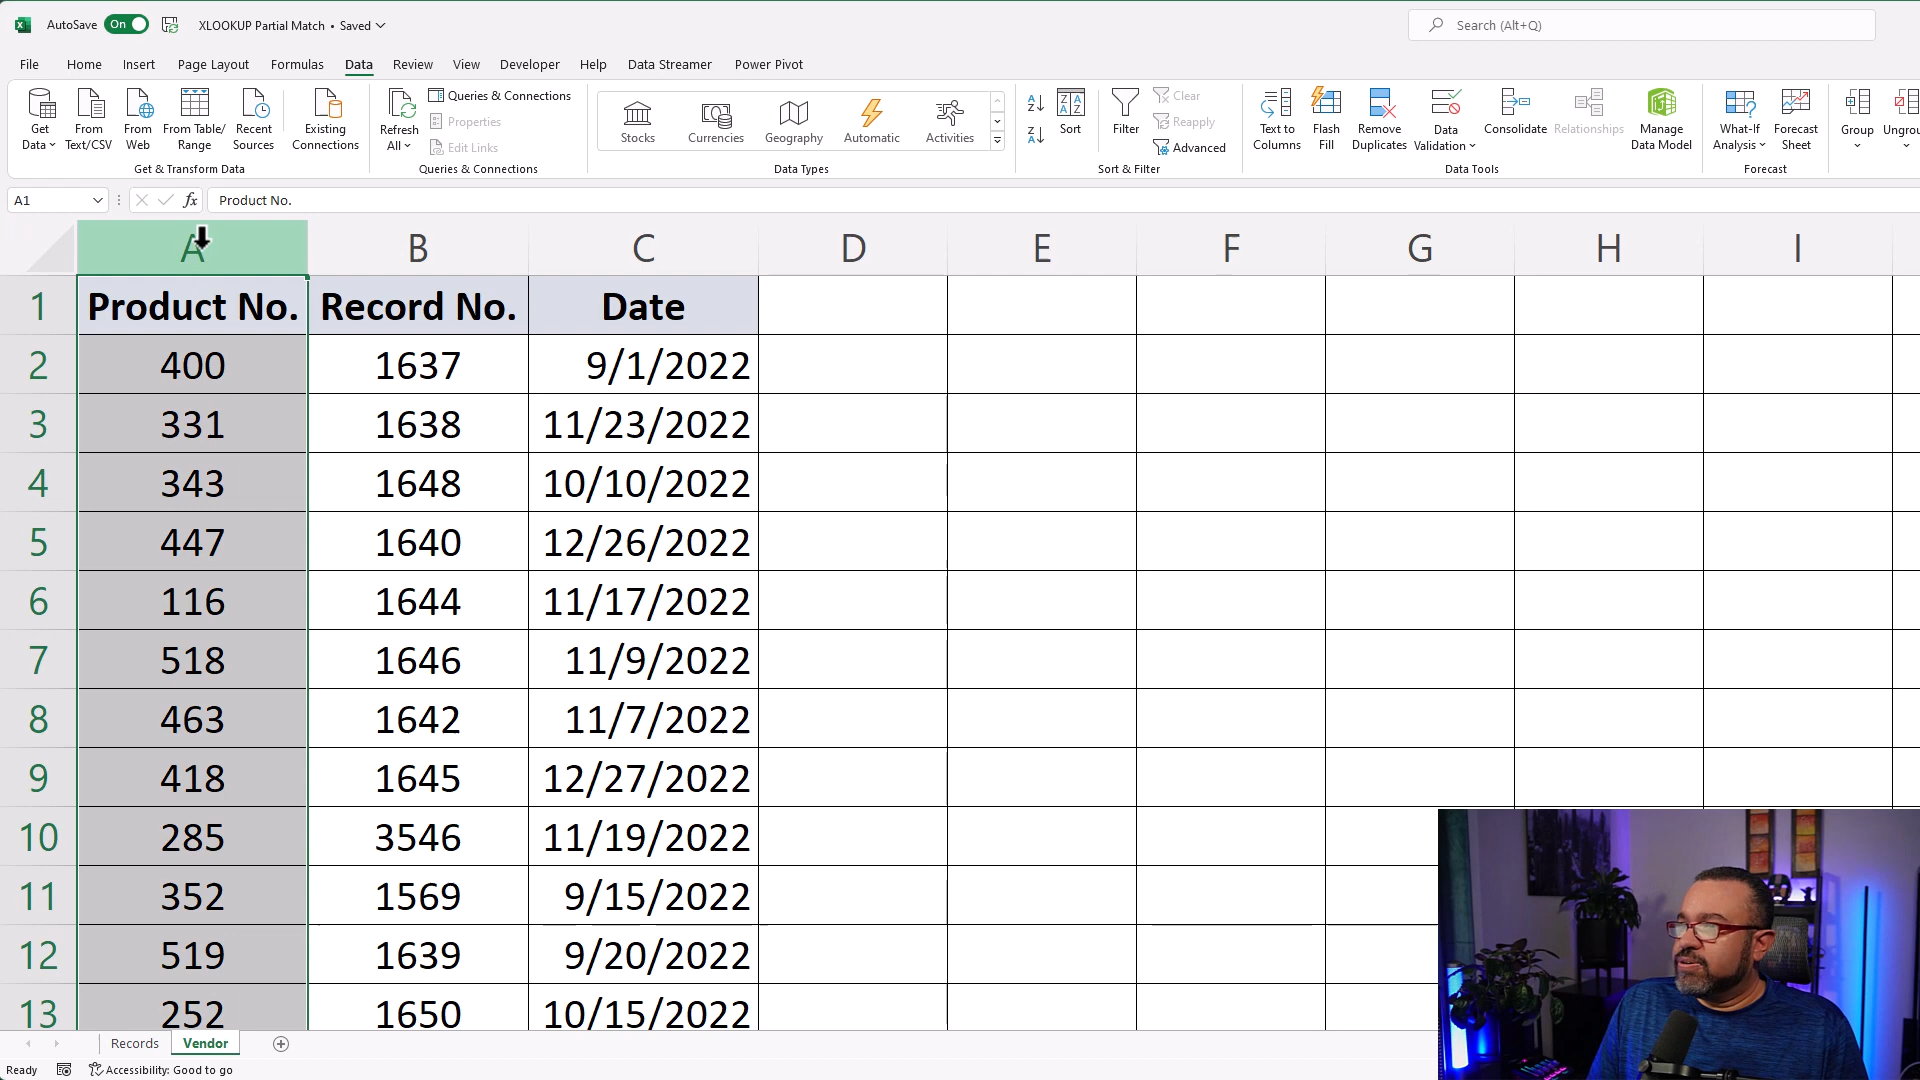 AutoSave On XLOOKUP Partial Match • Saved Search (Alt+Q)
File Home Insert Page Layout Formulas Data Review View Developer Help Data Streamer Power Pivot
Get Data
From Text/CSV
From Web
From Table/ Range
Recent Sources
Existing Connections
Get & Transform Data
Refresh All
Queries & Connections
Properties
Edit Links
Queries & Connections
Stocks Currencies Geography Automatic Activities
Data Types
Sort
Filter
Clear
Reapply
Advanced
Sort & Filter
Text to Columns
Flash Fill
Remove Duplicates
Data Validation
Consolidate
Relationships
Manage Data Model
Data Tools
What-If Analysis
Forecast Sheet
Forecast
Group
Ungrou
A1 fx Product No.
A B C D E F G H I
1 Product No. Record No. Date
2 400 1637 9/1/2022
3 331 1638 11/23/2022
4 343 1648 10/10/2022
5 447 1640 12/26/2022
6 116 1644 11/17/2022
7 518 1646 11/9/2022
8 463 1642 11/7/2022
9 418 1645 12/27/2022
10 285 3546 11/19/2022
11 352 1569 9/15/2022
12 519 1639 9/20/2022
13 252 1650 10/15/2022
Records Vendor
Ready Accessibility: Good to go